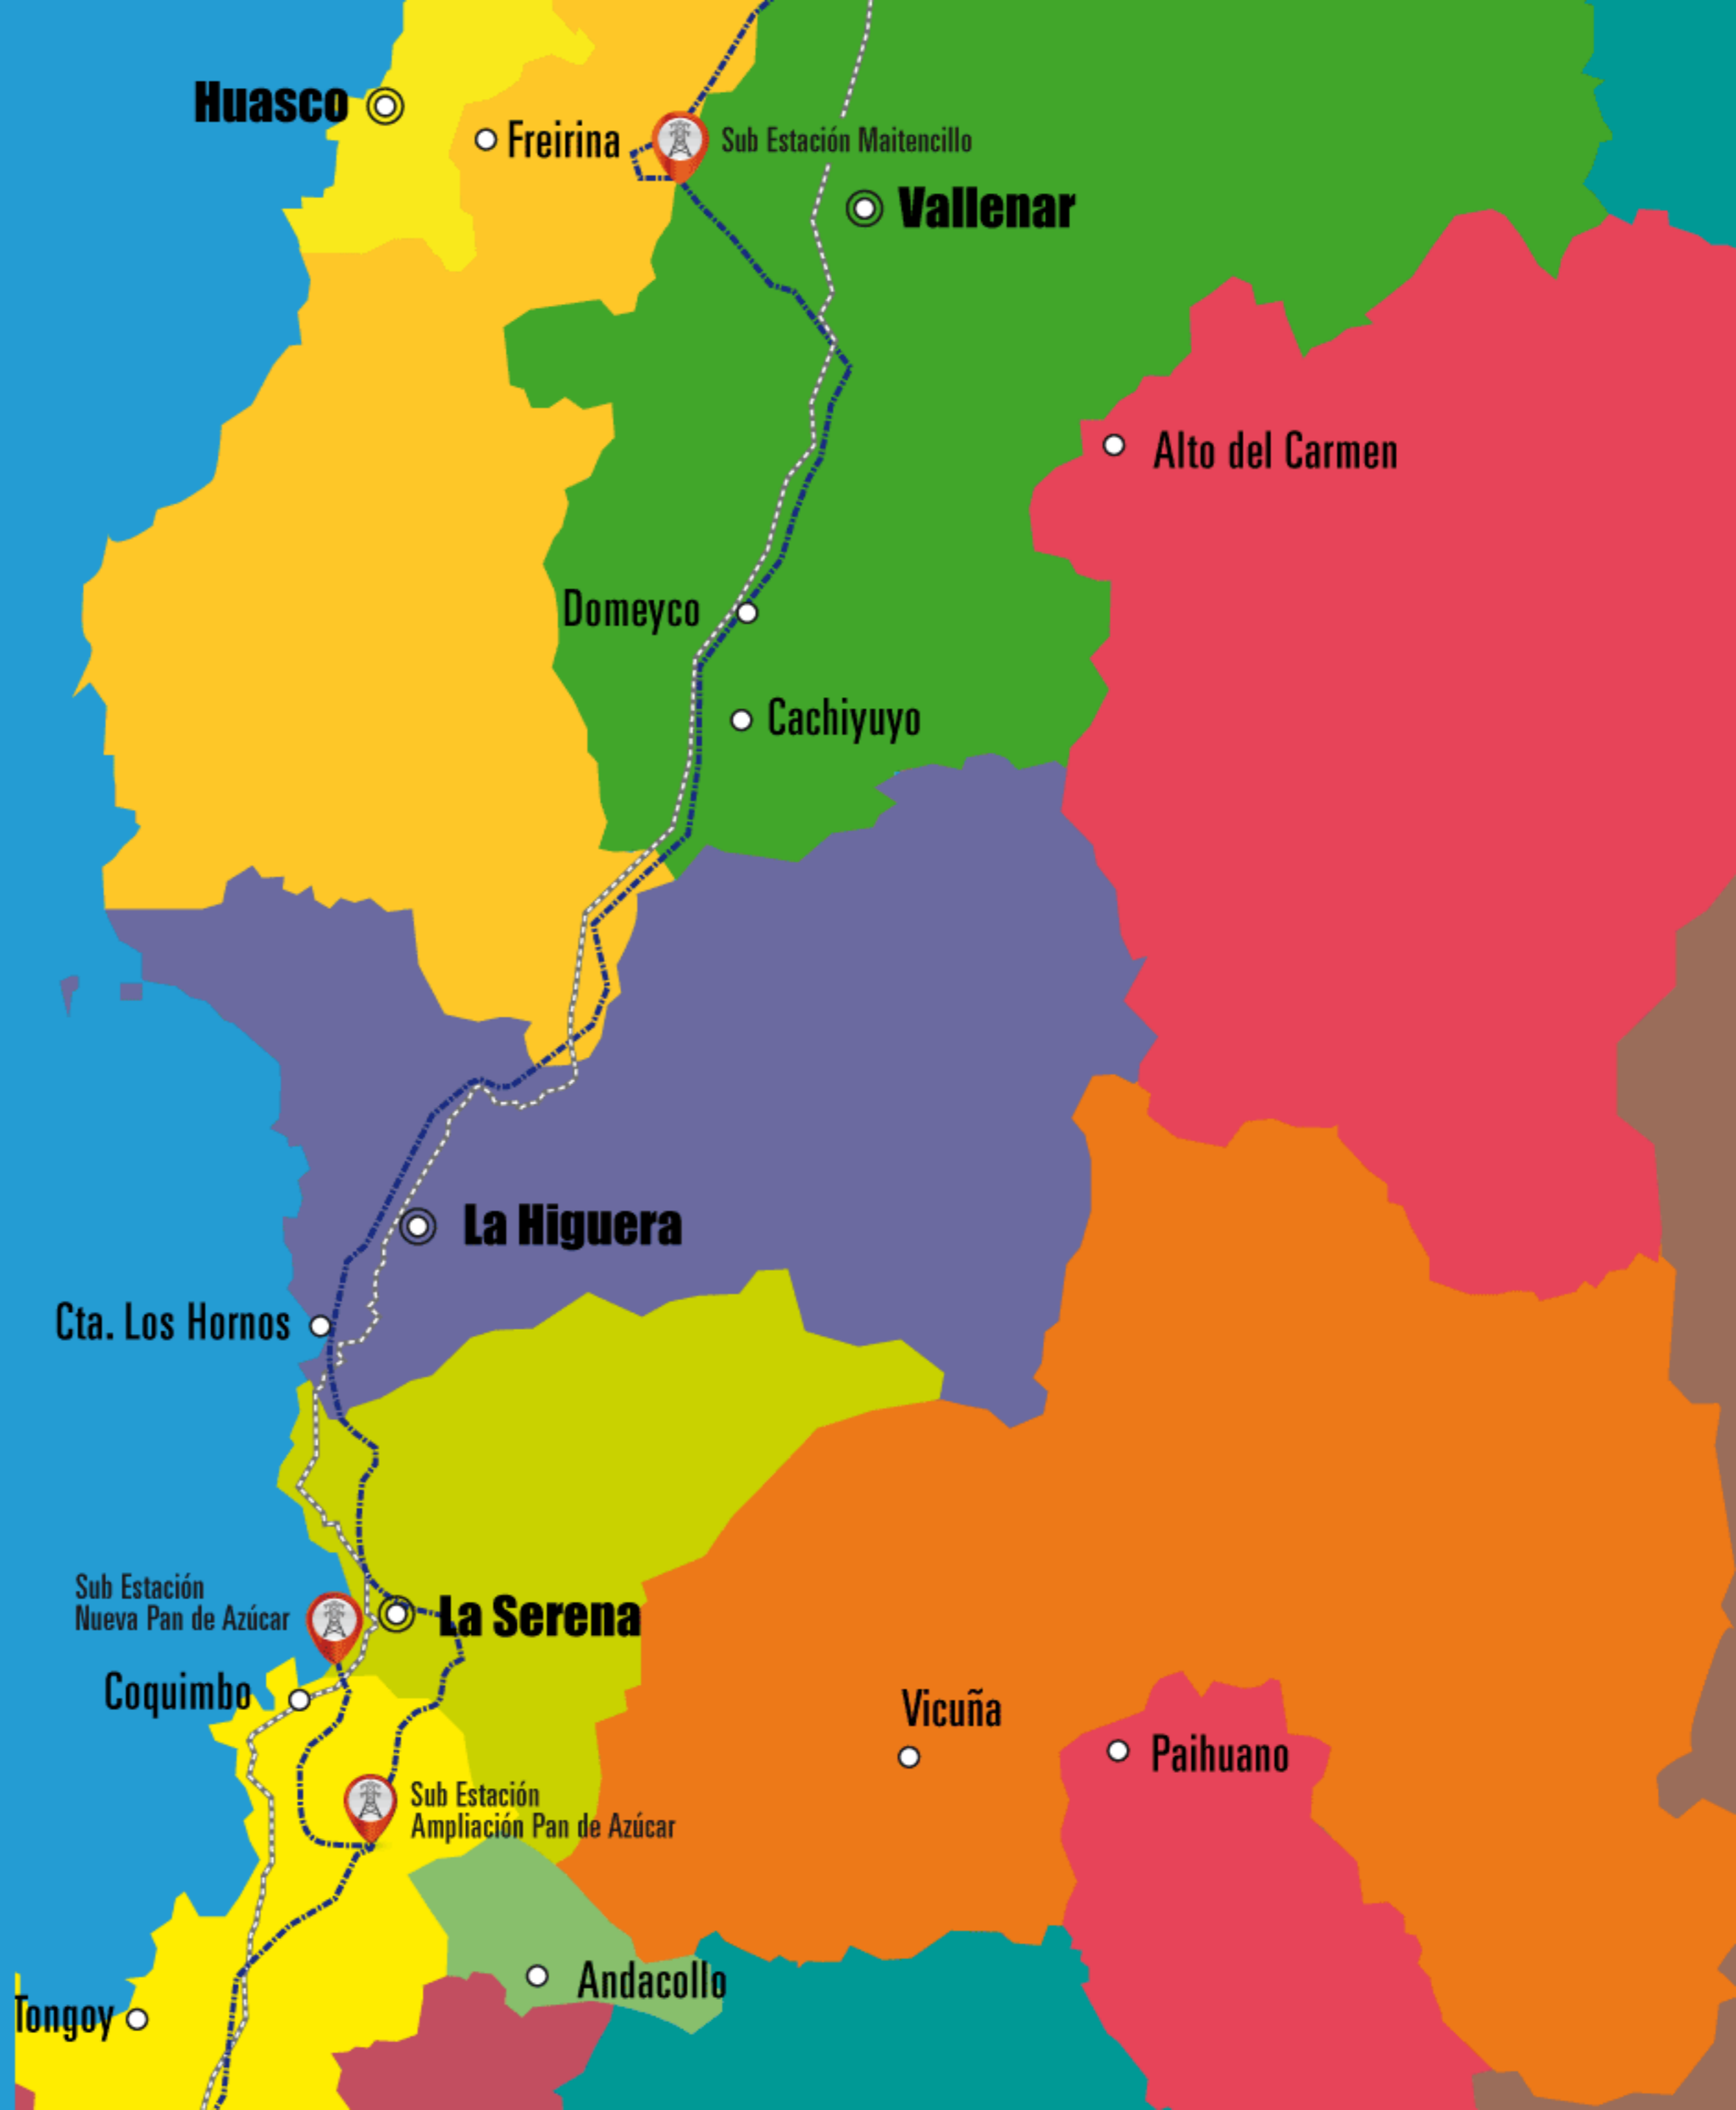 Huasco
Freirina
Sub Estación Maitencillo
Vallenar
Alto del Carmen
Domeyco
Cachiyuyo
La Higuera
Cta. Los Hornos
Sub Estación
Nueva Pan de Azúcar
La Serena
Coquimbo
Vicuña
Paihuano
Sub Estación
Ampliación Pan de Azúcar
Andacollo
Tongoy